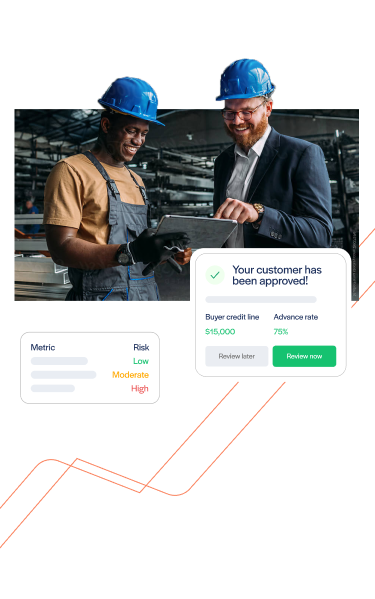 Your customer has
been approved!
Buyer credit line Advance rate
$15,000 75%
Review later Review now
Metric Risk
Low
Moderate
High